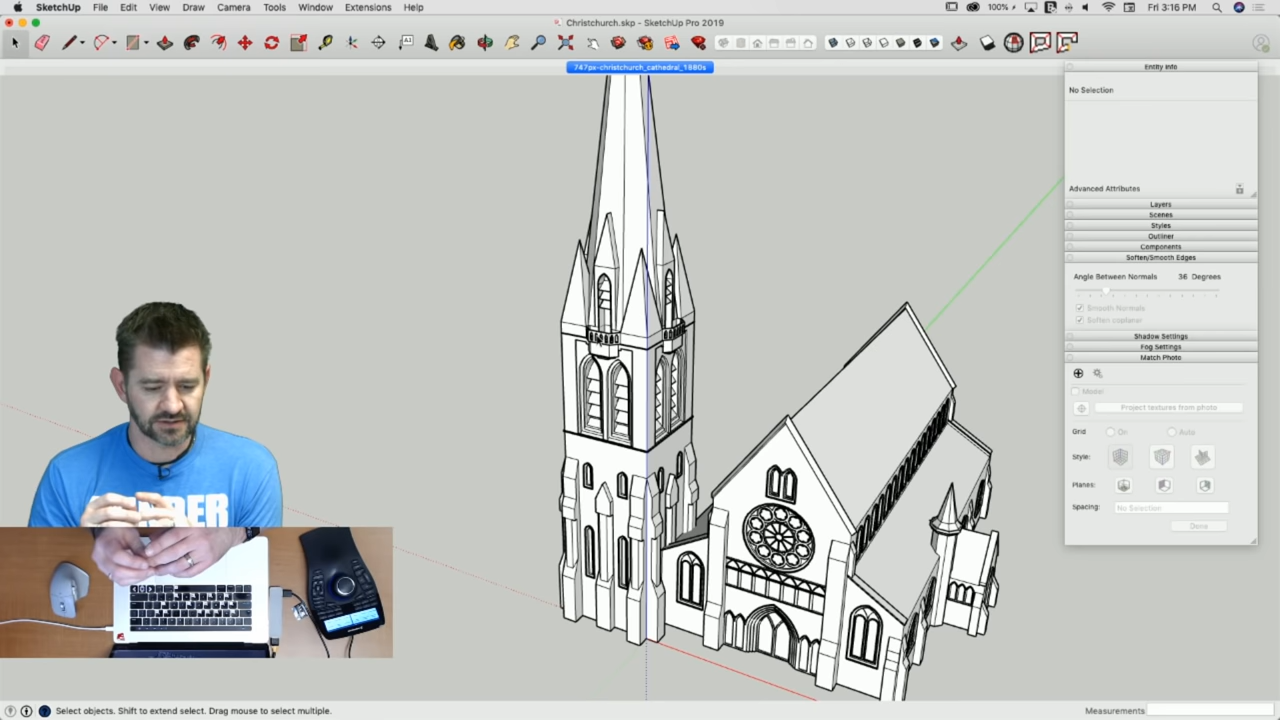 SketchUp File Edit View Draw Camera Tools Window Extensions Help
100% Fri 3:16 PM
Christchurch.skp - SketchUp Pro 2019
747px-christchurch_cathedral_1880s
Entity Info
No Selection
Advanced Attributes
Layers
Scenes
Styles
Outliner
Components
Soften/Smooth Edges
Angle Between Normals 36 Degrees
Smooth Normals
Soften coplanar
Shadow Settings
Fog Settings
Match Photo
Model
Project textures from photo
Grid On Auto
Style:
Planes:
Spacing: No Selection
Done
Select objects. Shift to extend select. Drag mouse to select multiple.
Measurements